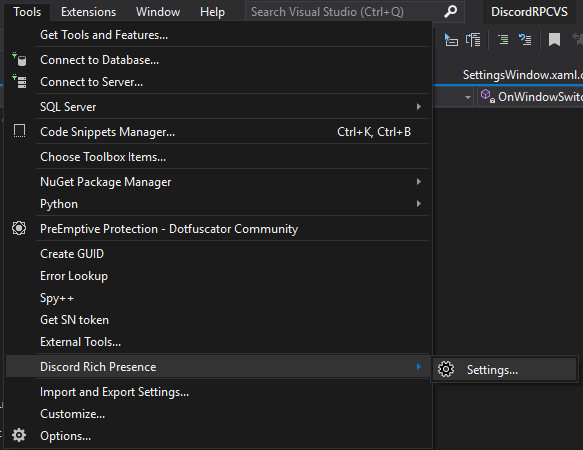 Tools Extensions Window Help Search Visual Studio (Ctrl+Q) DiscordRPCVS
Get Tools and Features...
Connect to Database...
Connect to Server...
SettingsWindow.xaml.c
OnWindowSwit
SQL Server
Code Snippets Manager... Ctrl+K, Ctrl+B
Choose Toolbox Items...
NuGet Package Manager
Python
PreEmptive Protection - Dotfuscator Community
Create GUID
Error Lookup
Spy++
Get SN token
External Tools...
Discord Rich Presence
Settings...
Import and Export Settings...
Customize...
Options...